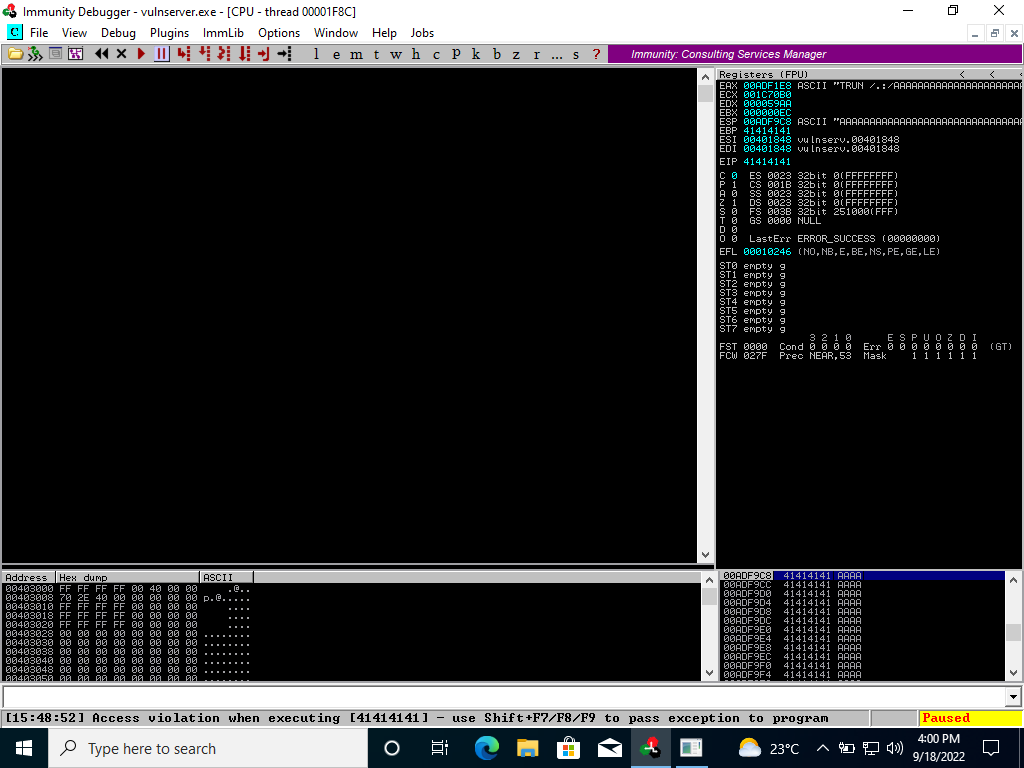 Immunity Debugger - vulnserver.exe - [CPU - thread 00001F8C]
C File View Debug Plugins ImmLib Options Window Help Jobs
l e m t w h c P k b z r ... s ? Immunity: Consulting Services Manager
Registers (FPU) < < <
EAX 00ADF1E8 ASCII "TRUN /.:/AAAAAAAAAAAAAAAAAAAAAA
ECX 001C70B0
EDX 000059AA
EBX 000000EC
ESP 00ADF9C8 ASCII "AAAAAAAAAAAAAAAAAAAAAAAAAAAAAAA
EBP 41414141
ESI 00401848 vulnserv.00401848
EDI 00401848 vulnserv.00401848
EIP 41414141
C 0 ES 0023 32bit 0(FFFFFFFF)
P 1 CS 001B 32bit 0(FFFFFFFF)
A 0 SS 0023 32bit 0(FFFFFFFF)
Z 1 DS 0023 32bit 0(FFFFFFFF)
S 0 FS 003B 32bit 251000(FFF)
T 0 GS 0000 NULL
D 0
O 0 LastErr ERROR_SUCCESS (00000000)
EFL 00010246 (NO,NB,E,BE,NS,PE,GE,LE)
ST0 empty g
ST1 empty g
ST2 empty g
ST3 empty g
ST4 empty g
ST5 empty g
ST6 empty g
ST7 empty g
3 2 1 0 E S P U O Z D I
FST 0000 Cond 0 0 0 0 Err 0 0 0 0 0 0 0 0 (GT)
FCW 027F Prec NEAR,53 Mask 1 1 1 1 1 1
Address Hex dump ASCII
00403000 FF FF FF FF 00 40 00 00 .@..
00403008 70 2E 40 00 00 00 00 00 p.@.....
00403010 FF FF FF FF 00 00 00 00 ....
00403018 FF FF FF FF 00 00 00 00 ....
00403020 FF FF FF FF 00 00 00 00 ....
00403028 00 00 00 00 00 00 00 00 ........
00403030 00 00 00 00 00 00 00 00 ........
00403038 00 00 00 00 00 00 00 00 ........
00403040 00 00 00 00 00 00 00 00 ........
00403048 00 00 00 00 00 00 00 00 ........
00403050 00 00 00 00 00 00 00 00 ........
00ADF9C8 41414141 AAAA
00ADF9CC 41414141 AAAA
00ADF9D0 41414141 AAAA
00ADF9D4 41414141 AAAA
00ADF9D8 41414141 AAAA
00ADF9DC 41414141 AAAA
00ADF9E0 41414141 AAAA
00ADF9E4 41414141 AAAA
00ADF9E8 41414141 AAAA
00ADF9EC 41414141 AAAA
00ADF9F0 41414141 AAAA
00ADF9F4 41414141 AAAA
[15:48:52] Access violation when executing [41414141] - use Shift+F7/F8/F9 to pass exception to program Paused
Type here to search
23°C
4:00 PM
9/18/2022